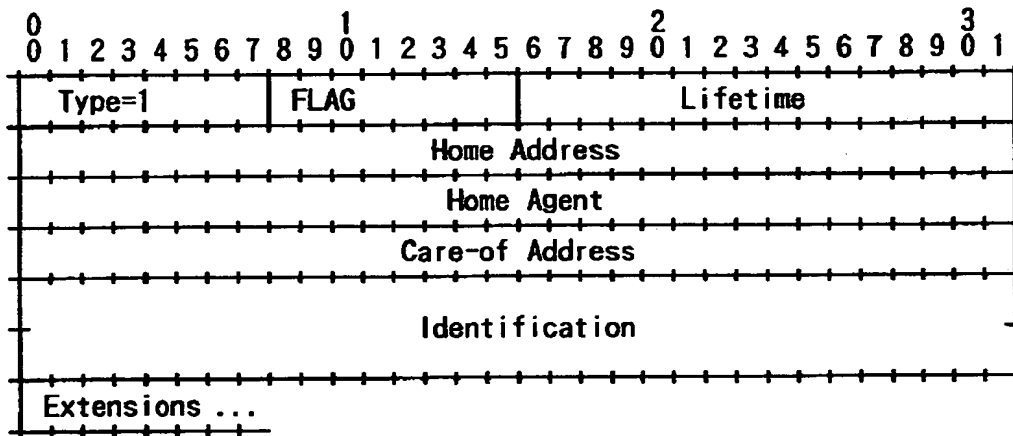 0 1 2 3
0 1 2 3 4 5 6 7 8 9 0 1 2 3 4 5 6 7 8 9 0 1 2 3 4 5 6 7 8 9 0 1
Type=1 FLAG Lifetime
Home Address
Home Agent
Care-of Address
Identification
Extensions ...